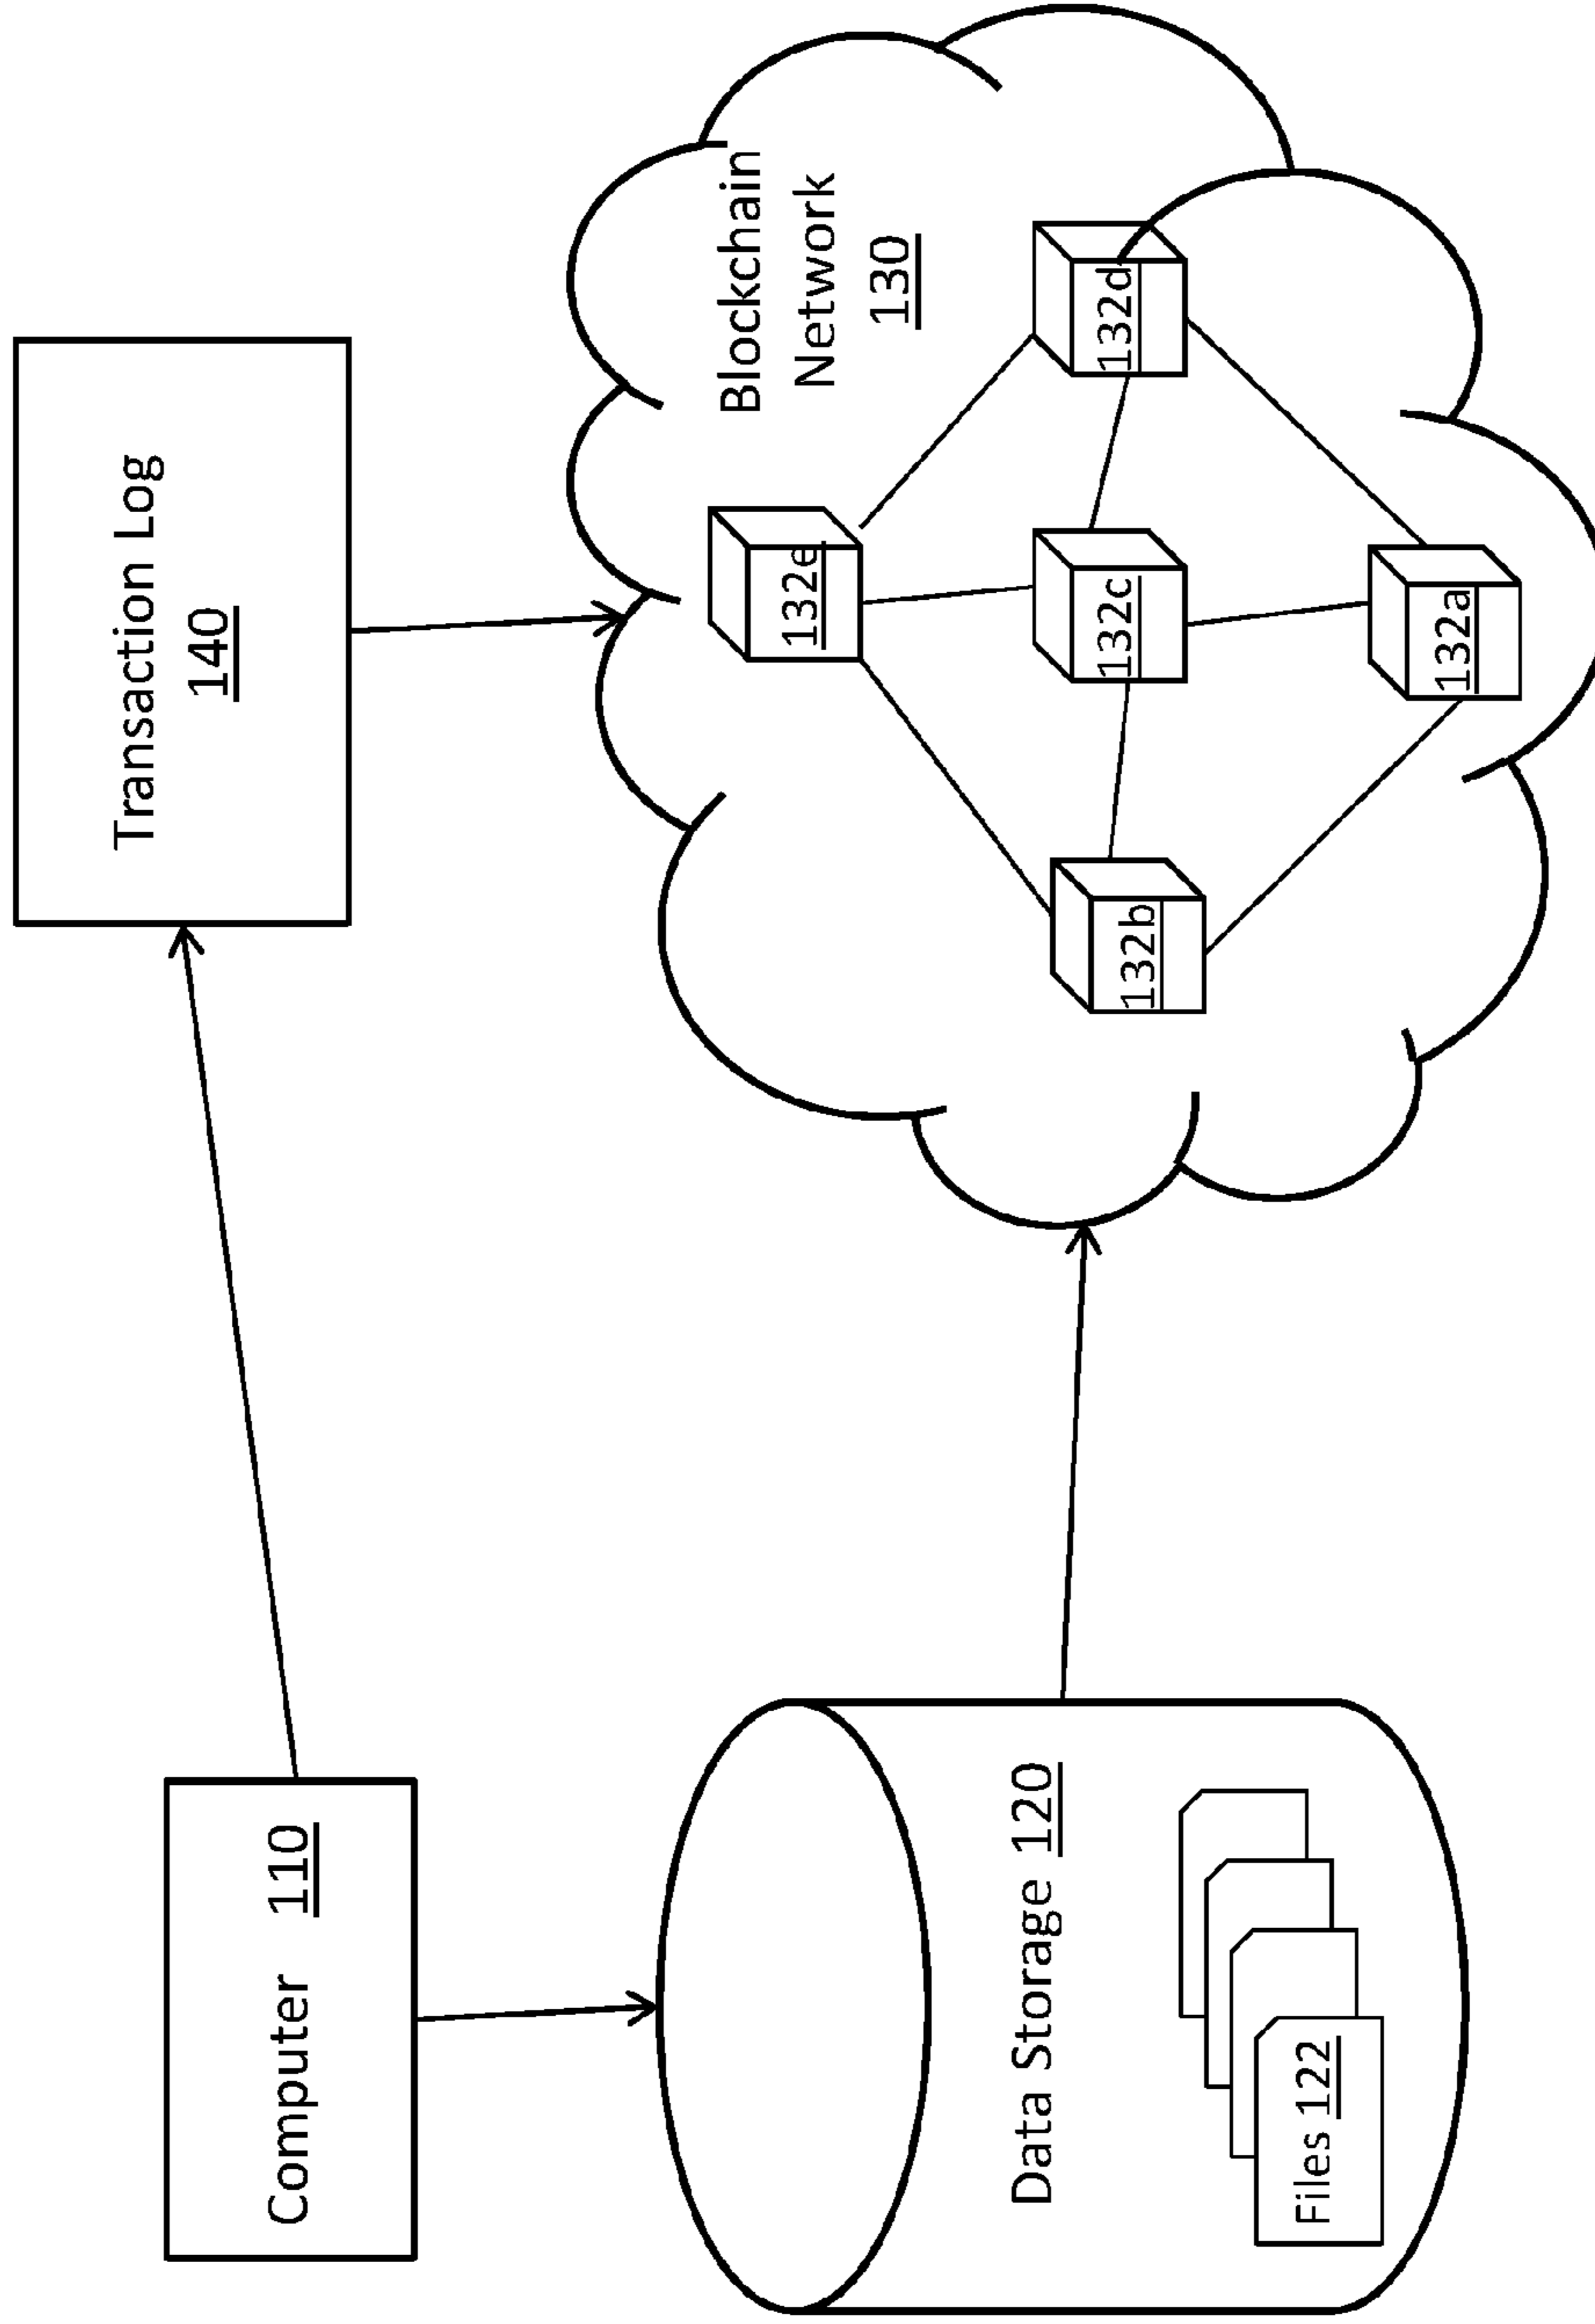 Computer 110
Transaction Log
140
Data Storage 120
Files 122
Blockchain
Network
130
132e
132b
132c
132d
132a